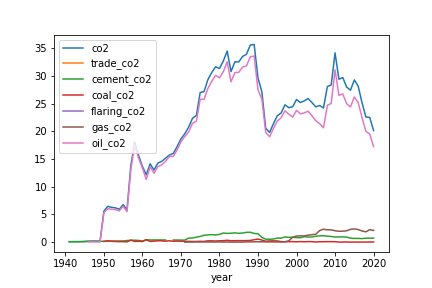 35
30
25
20
15
10
5
0
co2
trade_co2
cement_co2
coal_co2
flaring_co2
gas_co2
oil_co2
1940 1950 1960 1970 1980 1990 2000 2010 2020
year